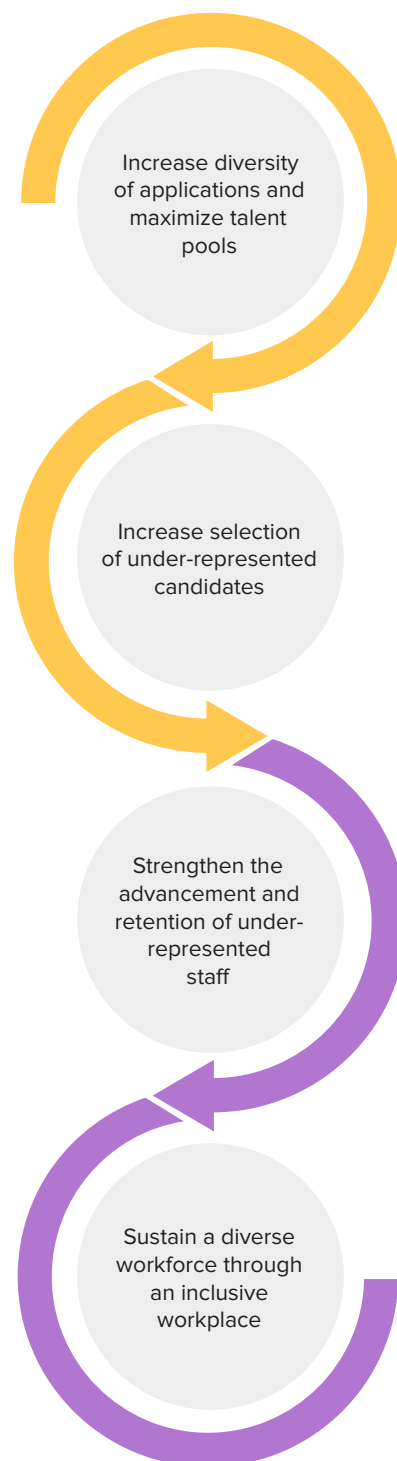 Increase diversity
of applications and
maximize talent
pools
Increase selection
of under-represented
candidates
Strengthen the
advancement and
retention of under-
represented
staff
Sustain a diverse
workforce through
an inclusive
workplace